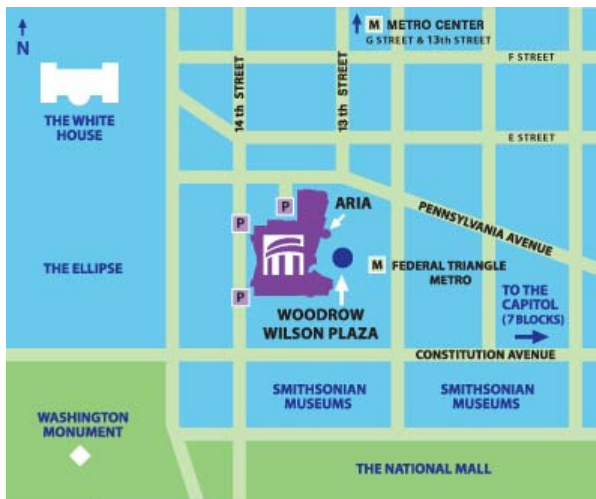 M METRO CENTER
G STREET & 13th STREET
N
F STREET
14th STREET
13th STREET
THE WHITE
HOUSE
E STREET
P
ARIA
P
PENNSYLVANIA AVENUE
THE ELLIPSE
M FEDERAL TRIANGLE
METRO
TO THE
CAPITOL
(7 BLOCKS)
P
WOODROW
WILSON PLAZA
CONSTITUTION AVENUE
SMITHSONIAN
MUSEUMS
SMITHSONIAN
MUSEUMS
WASHINGTON
MONUMENT
THE NATIONAL MALL